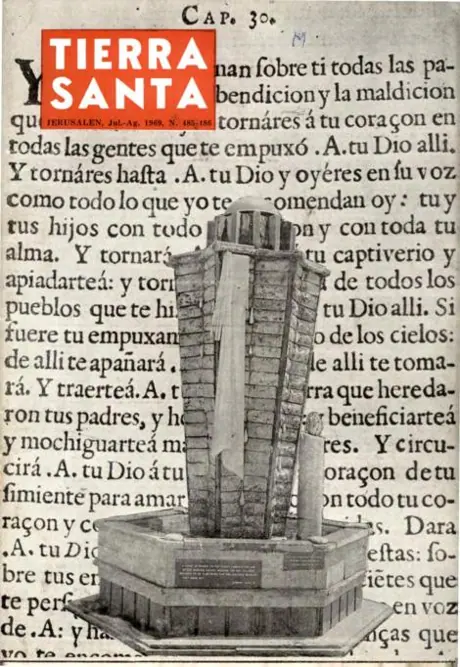 CAP. 30.
TIERRA
SANTA
JERUSALEN, Jul.-Ag. 1969, N. 485-486
Y nan ſobre ti todas las pa-
bendicion y la maldicion
que tornáres á tu coraçon en
todas las gentes que te empuxó .A. tu Dio alli.
Y tornáres haſta .A. tu Dio y oyéres en ſu voz
como todo lo que yo te comendan oy: tu y
tus hijos con todo on y con toda tu
alma. Y tornará tu captiverio y
apiadarteá: y torn á de todos los
pueblos que te hi tu Dio alli. Si
fuere tu empuxan o de los cielos:
de alli te apañará de alli te toma-
rá. Y traerteá .A. t rra que hereda-
ron tus padres, y h y beneficiarteá
y mochiguarteá m res. Y circu-
cirá .A. tu Dio á tu oraçon de tu
ſimiente para amar on todo tu co-
raçon y c das. Dara
.A. tu Dio eſtas: ſo-
bre tus en iẽtes que
te perſ en voz
de .A: y ha nças que